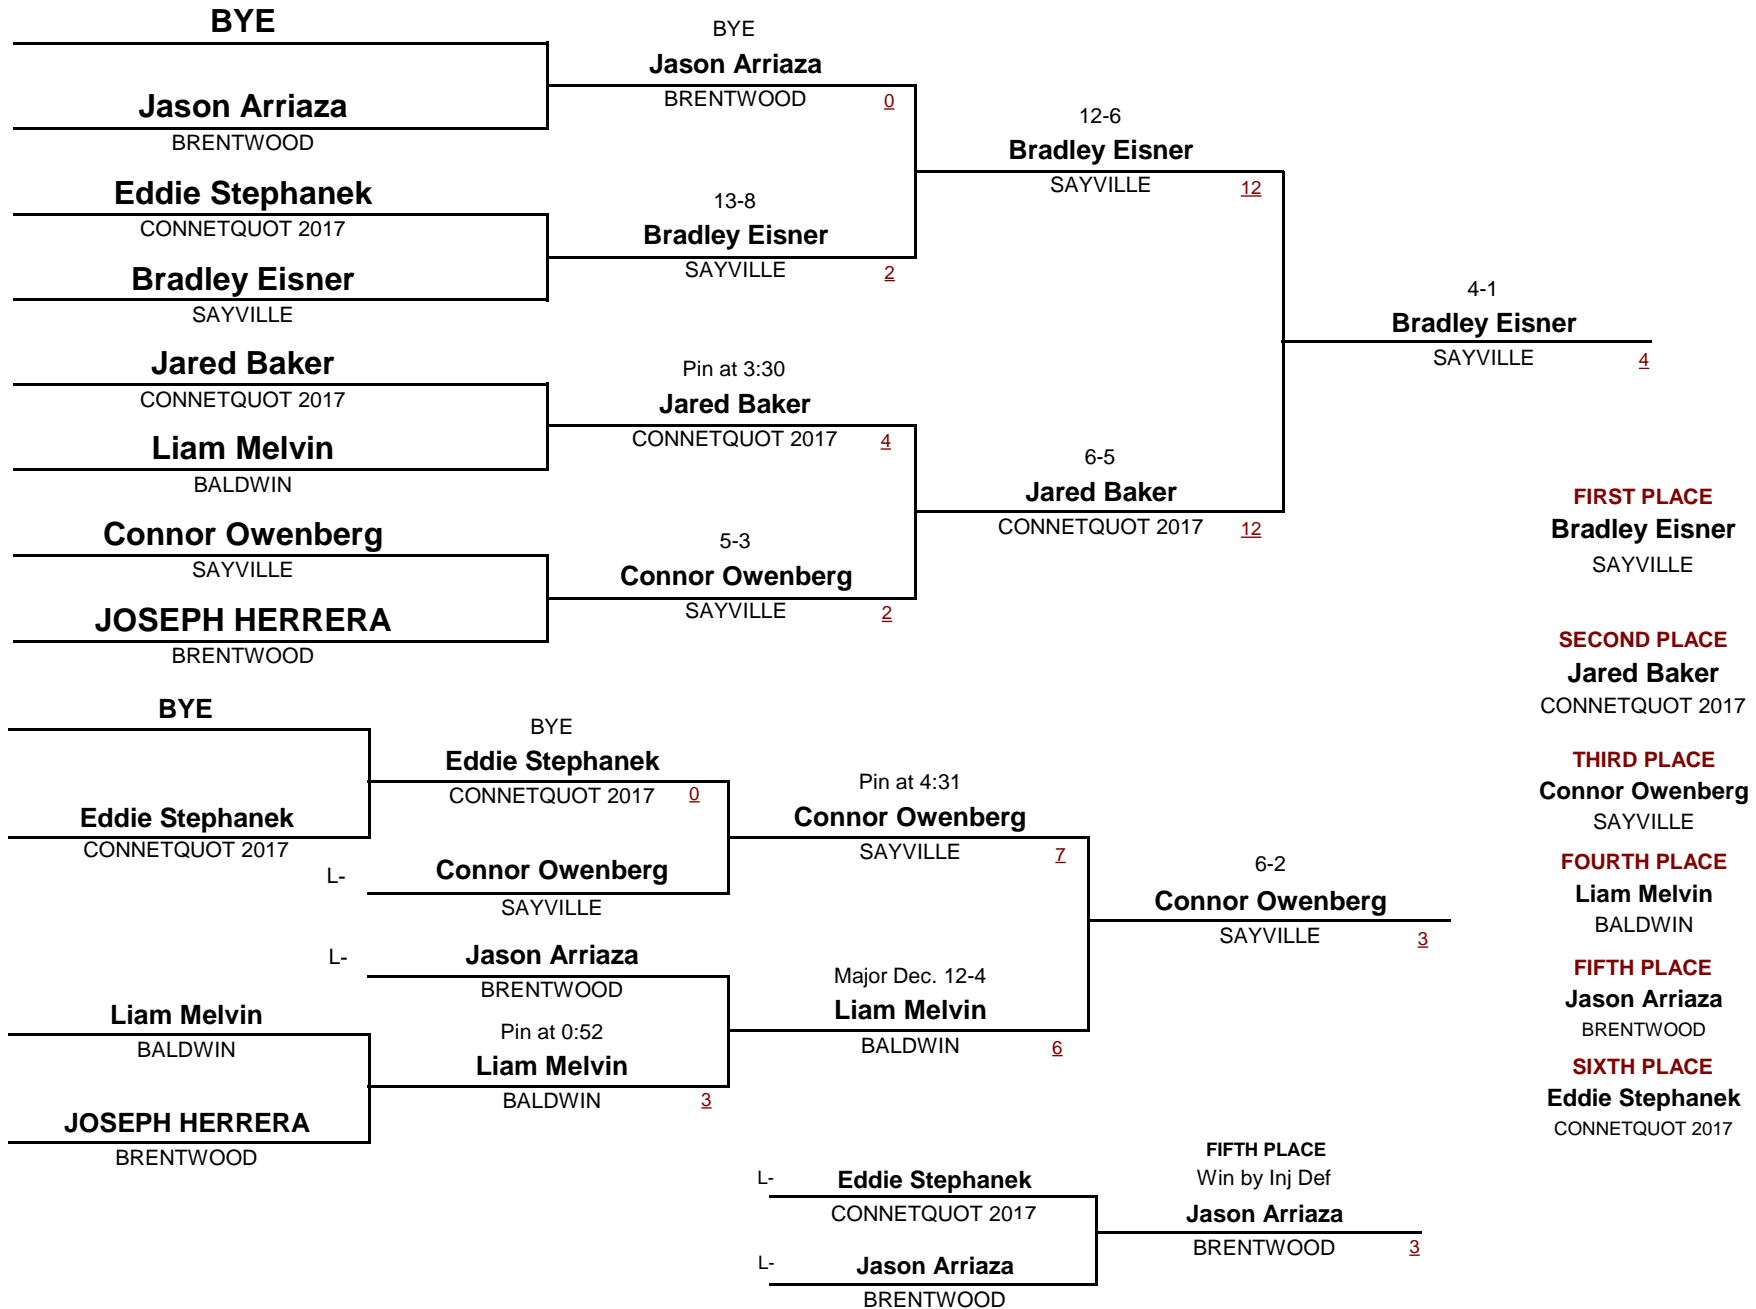 BYE
Jason Arriaza
BRENTWOOD
Eddie Stephanek
CONNETQUOT 2017
Bradley Eisner
SAYVILLE
Jared Baker
CONNETQUOT 2017
Liam Melvin
BALDWIN
Connor Owenberg
SAYVILLE
JOSEPH HERRERA
BRENTWOOD
BYE
Jason Arriaza
BRENTWOOD 0
13-8
Bradley Eisner
SAYVILLE 2
Pin at 3:30
Jared Baker
CONNETQUOT 2017 4
5-3
Connor Owenberg
SAYVILLE 2
12-6
Bradley Eisner
SAYVILLE 12
6-5
Jared Baker
CONNETQUOT 2017 12
4-1
Bradley Eisner
SAYVILLE 4
FIRST PLACE
Bradley Eisner
SAYVILLE
SECOND PLACE
Jared Baker
CONNETQUOT 2017
THIRD PLACE
Connor Owenberg
SAYVILLE
FOURTH PLACE
Liam Melvin
BALDWIN
FIFTH PLACE
Jason Arriaza
BRENTWOOD
SIXTH PLACE
Eddie Stephanek
CONNETQUOT 2017
BYE
Eddie Stephanek
CONNETQUOT 2017
Liam Melvin
BALDWIN
JOSEPH HERRERA
BRENTWOOD
BYE
Eddie Stephanek
CONNETQUOT 2017 0
L- Connor Owenberg
SAYVILLE
L- Jason Arriaza
BRENTWOOD
Pin at 0:52
Liam Melvin
BALDWIN 3
Pin at 4:31
Connor Owenberg
SAYVILLE 7
Major Dec. 12-4
Liam Melvin
BALDWIN 6
6-2
Connor Owenberg
SAYVILLE 3
L- Eddie Stephanek
CONNETQUOT 2017
L- Jason Arriaza
BRENTWOOD
FIFTH PLACE
Win by Inj Def
Jason Arriaza
BRENTWOOD 3